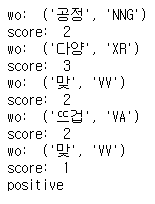 wo:  ('공정', 'NNG')
score:  2
wo:  ('다양', 'XR')
score:  3
wo:  ('맞', 'VV')
score:  2
wo:  ('뜨겁', 'VA')
score:  2
wo:  ('맞', 'VV')
score:  1
positive